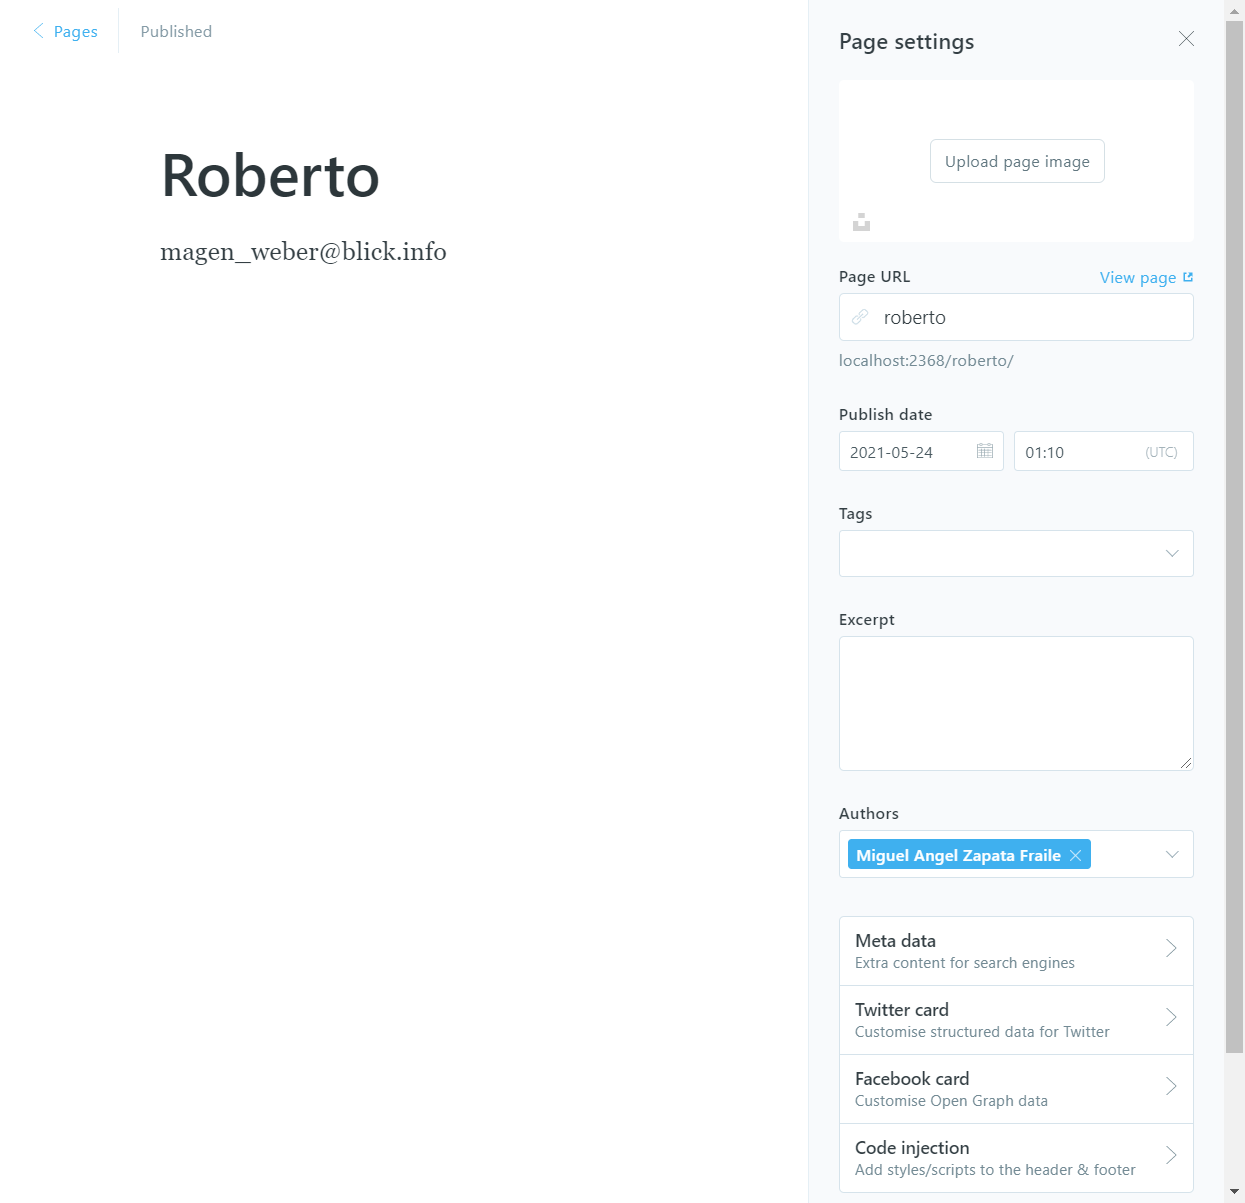 Pages
Published
Roberto
magen_weber@blick.info
Page settings
Upload page image
Page URL
View page
roberto
localhost:2368/roberto/
Publish date
2021-05-24
01:10
(UTC)
Tags
Excerpt
Authors
Miguel Angel Zapata Fraile
Meta data
Extra content for search engines
Twitter card
Customise structured data for Twitter
Facebook card
Customise Open Graph data
Code injection
Add styles/scripts to the header & footer